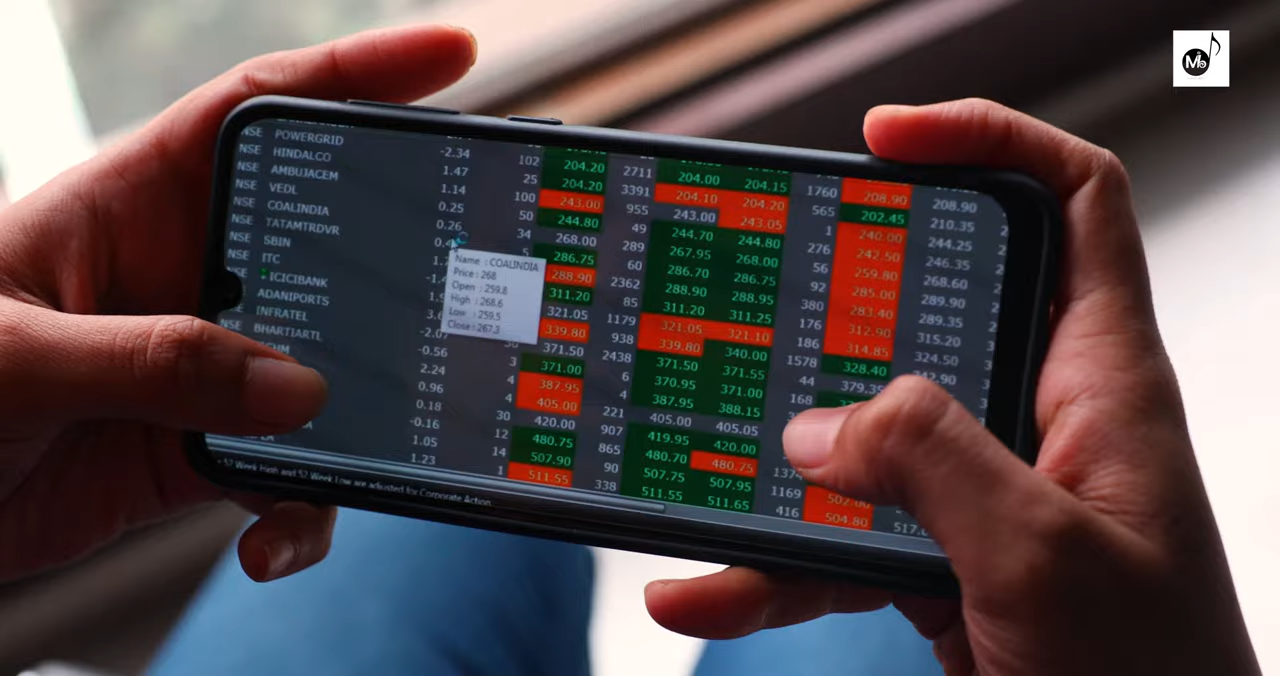 NSE POWERGRID -2.34 102 204.20 2711 204.00 204.15 1760 208.90 208.90
NSE HINDALCO 1.47 25 204.20 3391 204.10 204.20 565 202.45 210.35
NSE AMBUJACEM 1.14 100 243.00 955 243.00 243.05 1 240.00 244.25
NSE VEDL 0.25 50 244.80 49 244.70 244.80 276 242.50 246.35
NSE COALINDIA 0.26 34 268.00 289 267.95 268.00 56 259.80 268.60
NSE TATAMTRDVR 5 286.75 60 286.70 286.75 92 285.00 289.90
NSE SBIN 288.90 2362 288.90 288.95 380 283.40 289.35
NSE ITC 311.20 85 311.20 311.25 176 312.90 315.20
ICICIBANK 321.05 1179 321.05 321.10 186 314.85 324.50
ADANIPORTS 339.80 938 339.80 340.00 1578 328.40 342.90
NSE INFRATEL 371.50 2438 371.50 371.55 44 379.35
NSE BHARTIARTL -0.56 3 371.00 6 370.95 371.00 168
2.24 4 387.95 4 387.95 388.15
0.96 4 405.00 221 405.00 405.05
0.18 30 420.00 907 419.95 420.00
-0.16 12 480.75 865 480.70 480.75
1.05 14 507.90 90 507.75 507.95 1169 502.00
1.23 1 511.55 338 511.55 511.65 416 504.80
Name : COALINDIA
Price : 268
Open : 259.8
High : 268.6
Low : 259.5
Close : 267.3
52 Week High and 52 Week Low are adjusted for Corporate Action